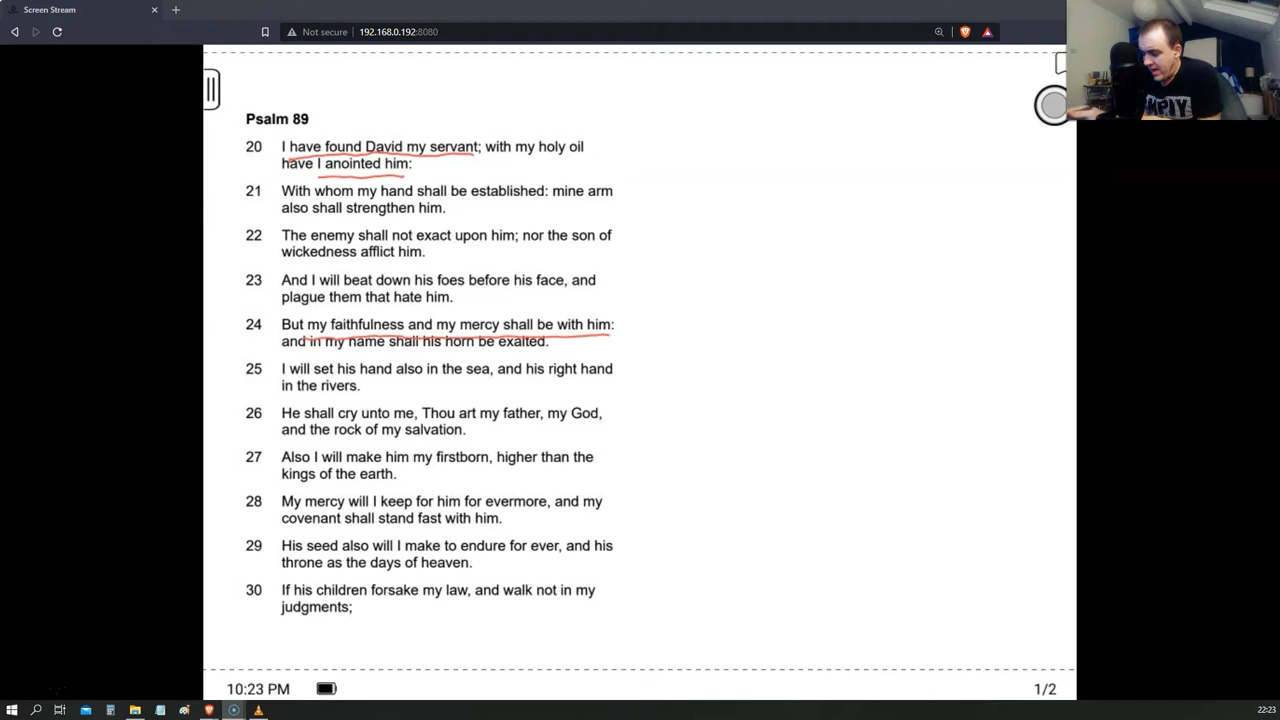 Screen Stream
Not secure 192.168.0.192:8080
Psalm 89
20 I have found David my servant; with my holy oil
have I anointed him:
21 With whom my hand shall be established: mine arm
also shall strengthen him.
22 The enemy shall not exact upon him; nor the son of
wickedness afflict him.
23 And I will beat down his foes before his face, and
plague them that hate him.
24 But my faithfulness and my mercy shall be with him:
and in my name shall his horn be exalted.
25 I will set his hand also in the sea, and his right hand
in the rivers.
26 He shall cry unto me, Thou art my father, my God,
and the rock of my salvation.
27 Also I will make him my firstborn, higher than the
kings of the earth.
28 My mercy will I keep for him for evermore, and my
covenant shall stand fast with him.
29 His seed also will I make to endure for ever, and his
throne as the days of heaven.
30 If his children forsake my law, and walk not in my
judgments;
10:23 PM 1/2
22:23